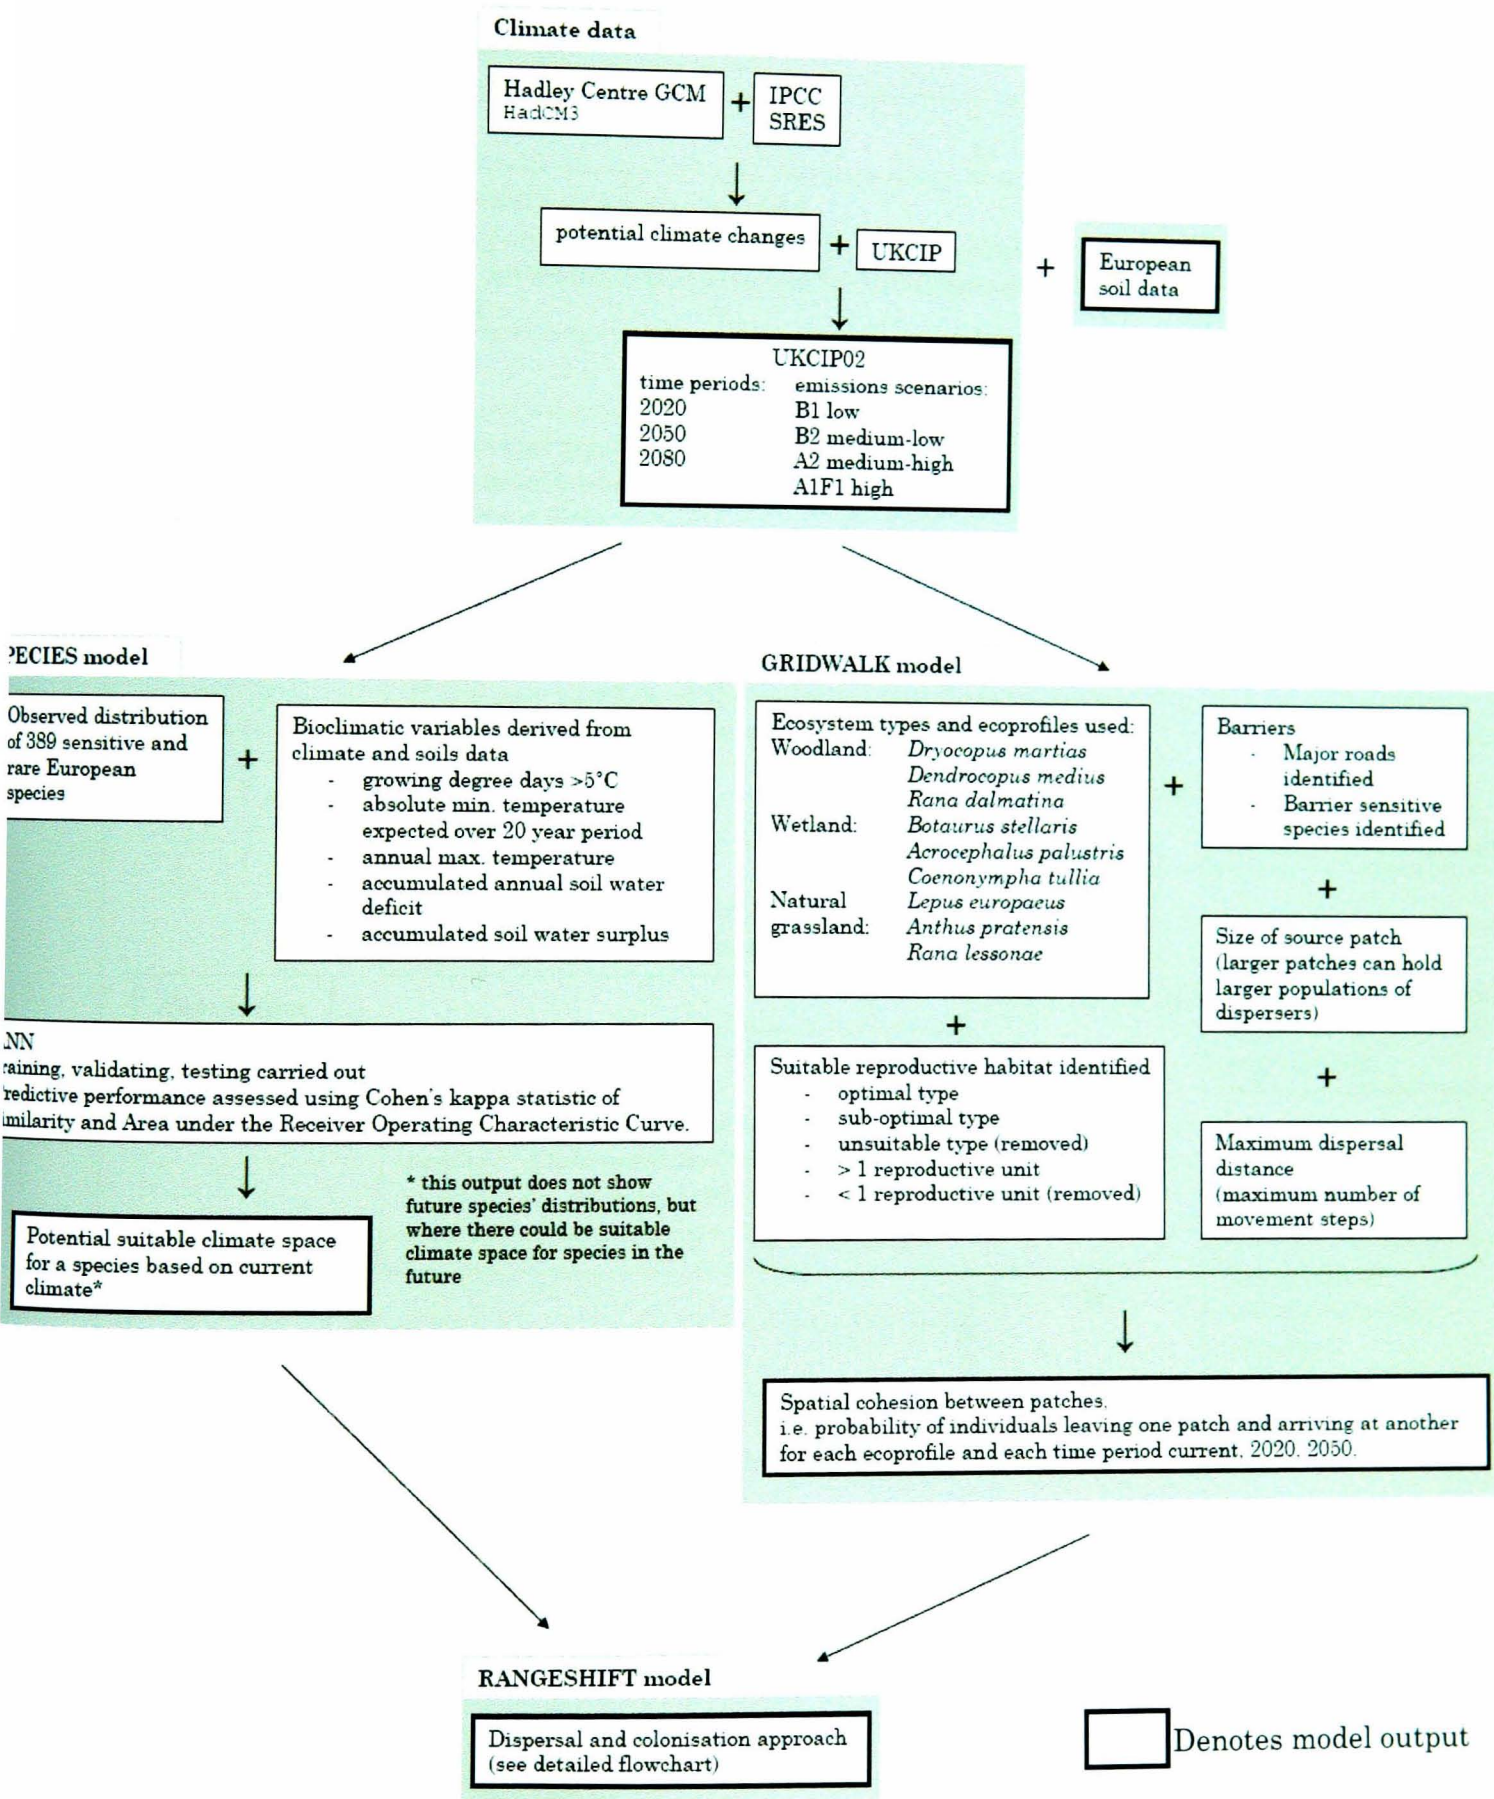 Climate data
Hadley Centre GCM
HadCM3
+
IPCC
SRES
potential climate changes
+
UKCIP
+
European
soil data
UKCIP02
time periods: emissions scenarios:
2020 B1 low
2050 B2 medium-low
2080 A2 medium-high
A1F1 high
PECIES model
Observed distribution
of 389 sensitive and
rare European
species
+
Bioclimatic variables derived from
climate and soils data
- growing degree days >5°C
- absolute min. temperature
expected over 20 year period
- annual max. temperature
- accumulated annual soil water
deficit
- accumulated soil water surplus
NN
raining, validating, testing carried out
redictive performance assessed using Cohen's kappa statistic of
imilarity and Area under the Receiver Operating Characteristic Curve.
Potential suitable climate space
for a species based on current
climate*
* this output does not show
future species' distributions, but
where there could be suitable
climate space for species in the
future
GRIDWALK model
Ecosystem types and ecoprofiles used:
Woodland: Dryocopus martias
Dendrocopus medius
Rana dalmatina
Wetland: Botaurus stellaris
Acrocephalus palustris
Coenonympha tullia
Natural Lepus europaeus
grassland: Anthus pratensis
Rana lessonae
+
Barriers
- Major roads
identified
- Barrier sensitive
species identified
+
Size of source patch
(larger patches can hold
larger populations of
dispersers)
+
Suitable reproductive habitat identified
- optimal type
- sub-optimal type
- unsuitable type (removed)
- > 1 reproductive unit
- < 1 reproductive unit (removed)
+
Maximum dispersal
distance
(maximum number of
movement steps)
Spatial cohesion between patches,
i.e. probability of individuals leaving one patch and arriving at another
for each ecoprofile and each time period current, 2020, 2050.
RANGESHIFT model
Dispersal and colonisation approach
(see detailed flowchart)
Denotes model output